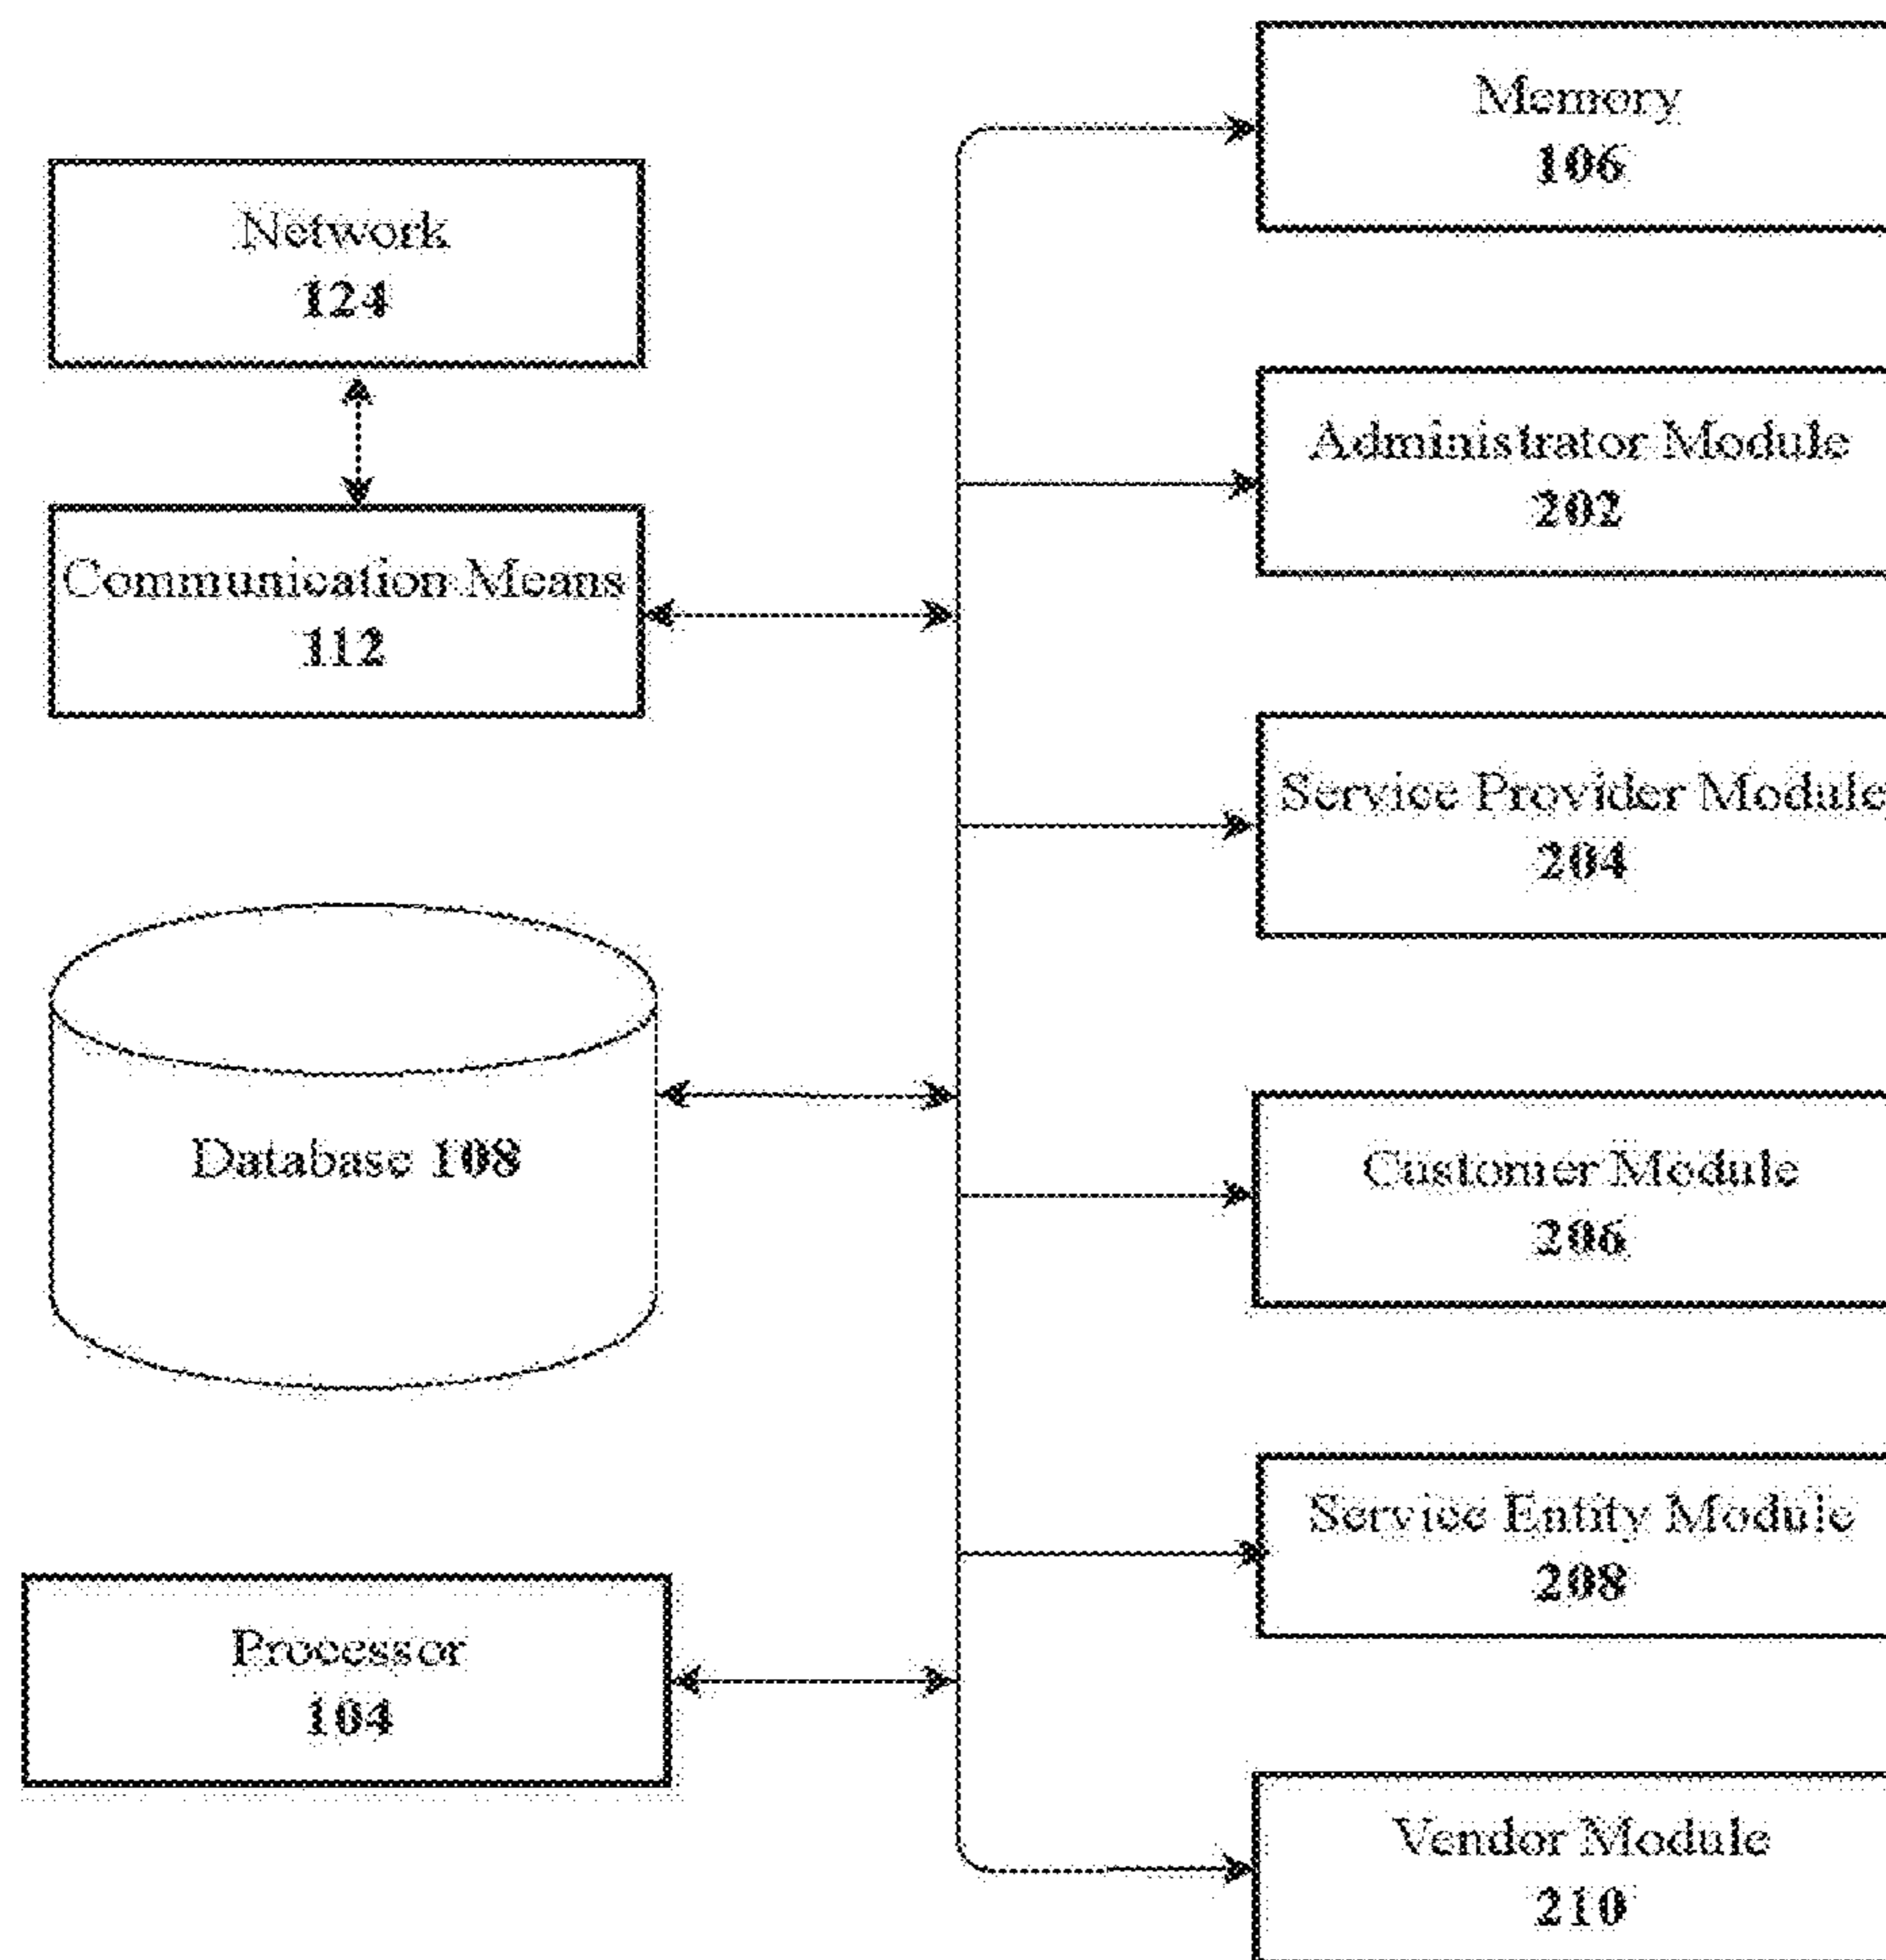 Memory
106
Network
124
Administrator Module
202
Communication Means
112
Service Provider Module
204
Database 108
Customer Module
206
Service Entity Module
208
Processor
104
Vendor Module
210